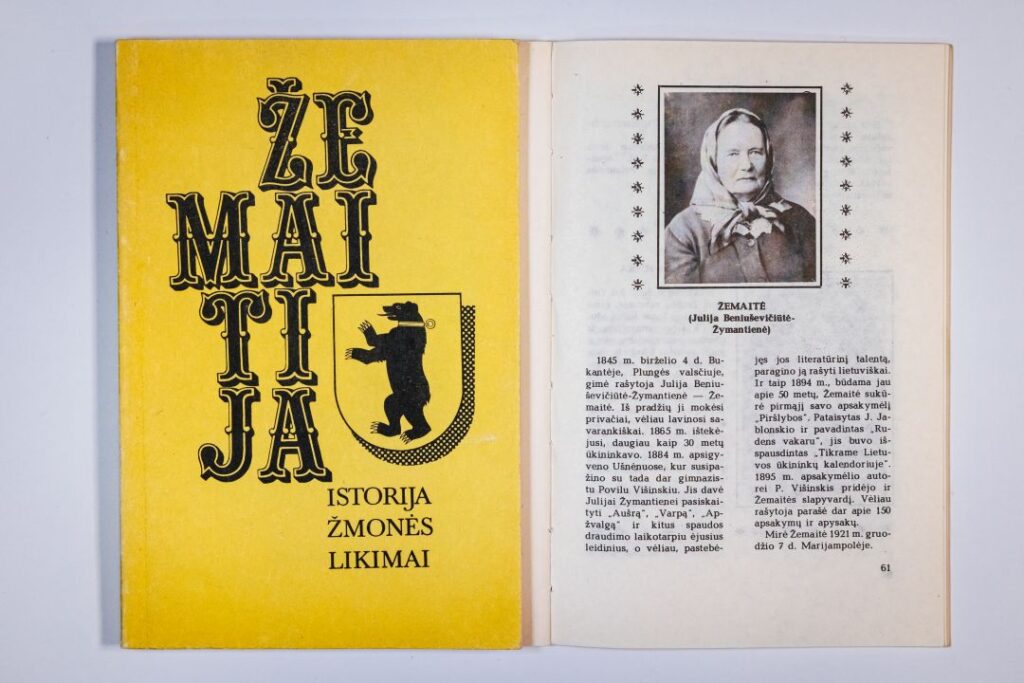 ŽE
MAI
TI
JA
ISTORIJA
ŽMONĖS
LIKIMAI
ŽEMAITĖ
(Julija Beniuševičiūtė-
Žymantienė)
1845 m. birželio 4 d. Bu-
kantėje, Plungės valsčiuje,
gimė rašytoja Julija Beniu-
ševičiūtė-Žymantienė — Že-
maitė. Iš pradžių ji mokėsi
privačiai, vėliau lavinosi sa-
varankiškai. 1865 m. ištekė-
jusi, daugiau kaip 30 metų
ūkininkavo. 1884 m. apsigy-
veno Ušnėnuose, kur susipa-
žino su tada dar gimnazis-
tu Povilu Višinskiu. Jis davė
Julijai Žymantienei pasiskai-
tyti „Aušrą", „Varpą", „Ap-
žvalgą" ir kitus spaudos
draudimo laikotarpiu ėjusius
leidinius, o vėliau, pastebė-
jęs jos literatūrinį talentą,
paragino ją rašyti lietuviškai.
Ir taip 1894 m., būdama jau
apie 50 metų, Žemaitė sukū-
rė pirmąjį savo apsakymėlį
„Piršlybos". Pataisytas J. Ja-
blonskio ir pavadintas „Ru-
dens vakaru", jis buvo iš-
spausdintas „Tikrame Lietu-
vos ūkininkų kalendoriuje".
1895 m. apsakymėlio auto-
rei P. Višinskis pridėjo ir
Žemaitės slapyvardį. Vėliau
rašytoja parašė dar apie 150
apsakymų ir apysakų.
Mirė Žemaitė 1921 m. gruo-
džio 7 d. Marijampolėje.
61